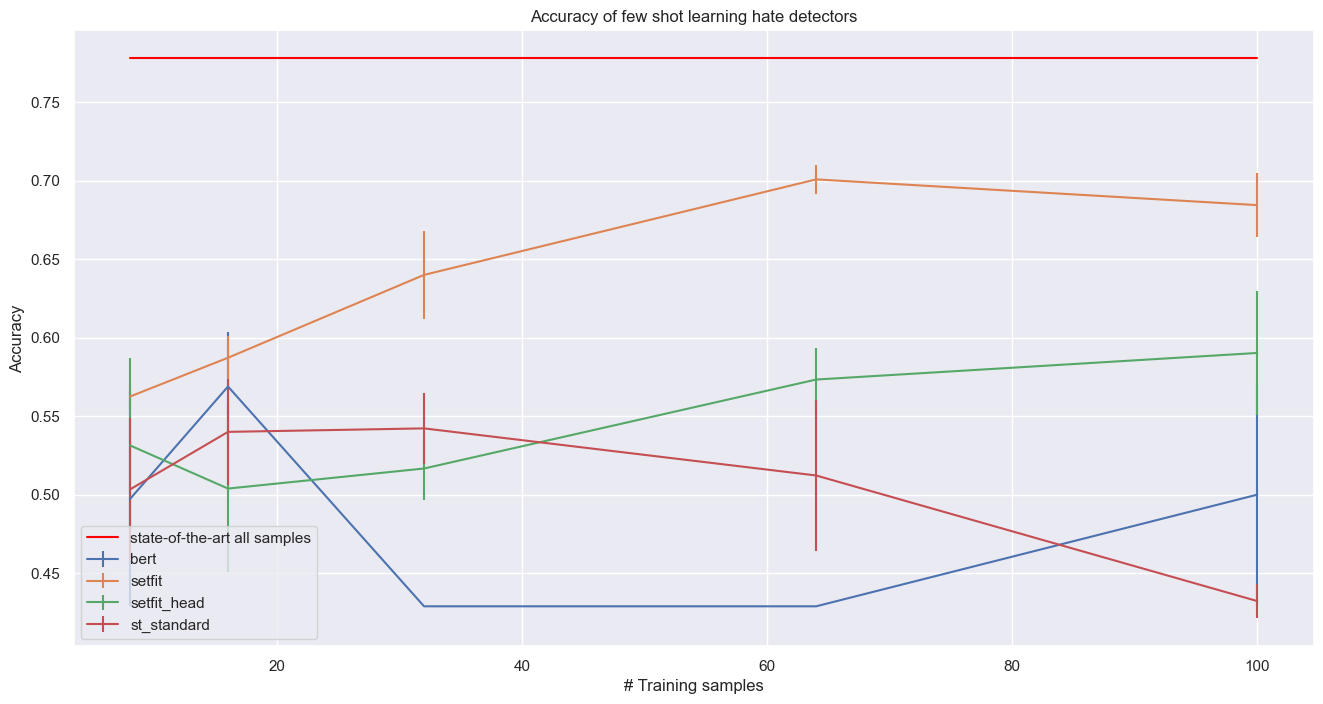 Accuracy of few shot learning hate detectors
Accuracy
0.75
0.70
0.65
0.60
0.55
0.50
0.45
state-of-the-art all samples
bert
setfit
setfit_head
st_standard
20
40
60
80
100
# Training samples